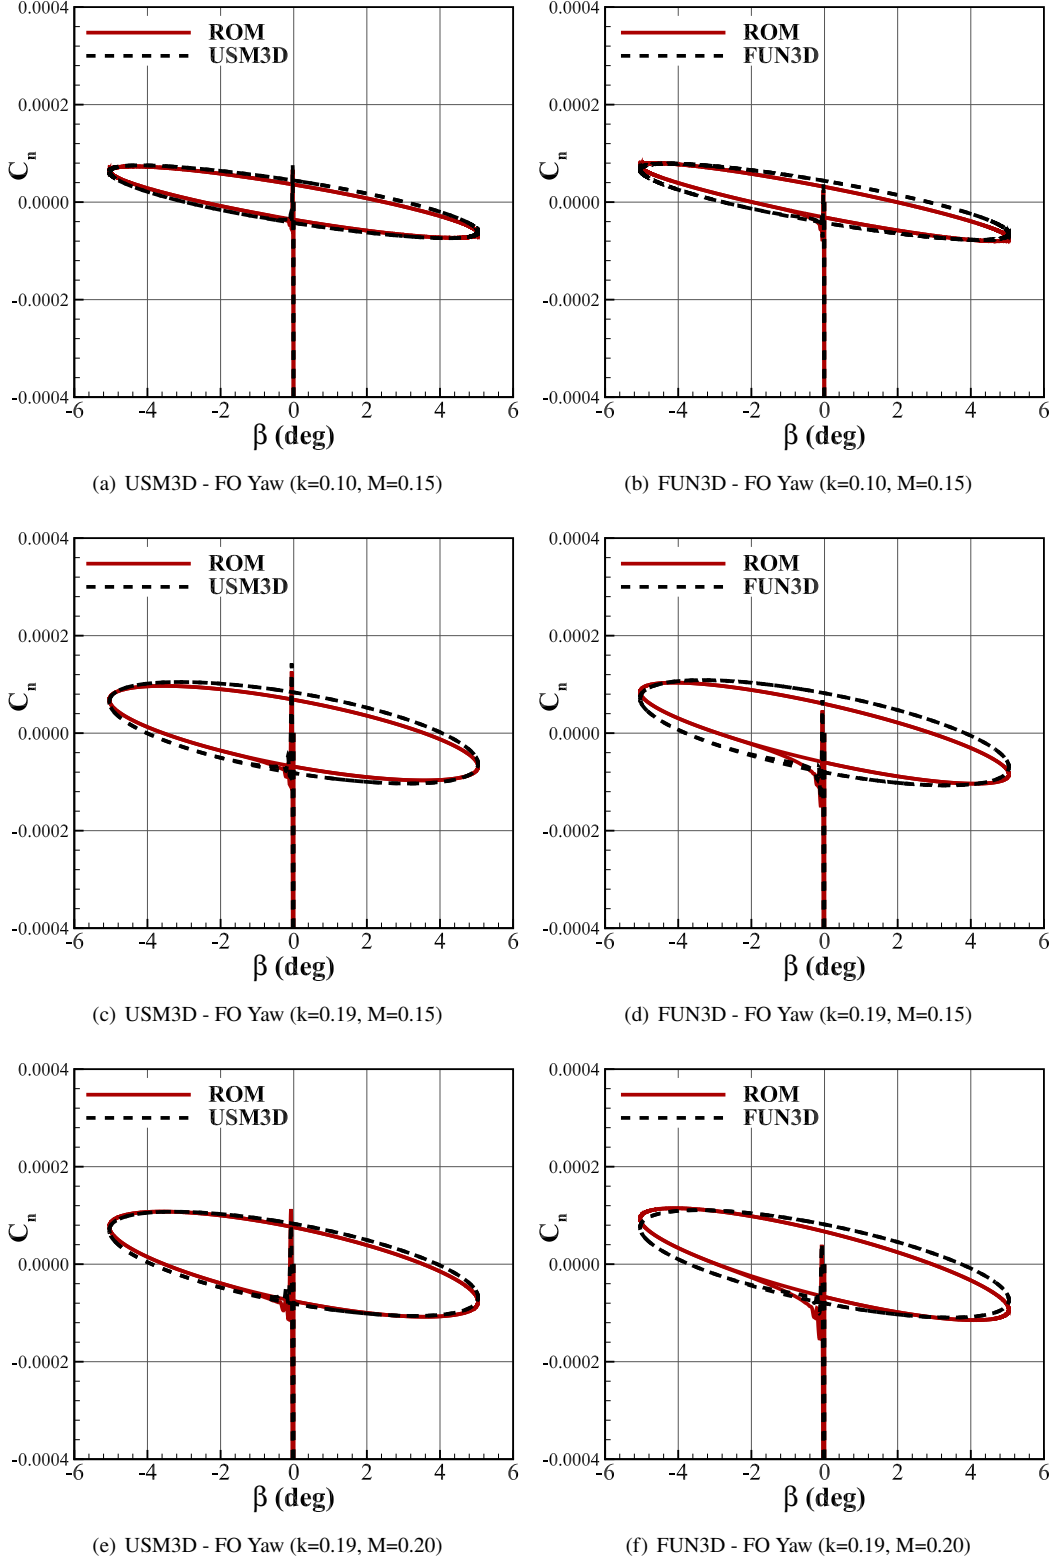 0.0004
0.0002
0.0000
-0.0002
-0.0004
C_n
ROM
USM3D
-6 -4 -2 0 2 4 6
β (deg)
(a) USM3D - FO Yaw (k=0.10, M=0.15)
0.0004
0.0002
0.0000
-0.0002
-0.0004
C_n
ROM
FUN3D
-6 -4 -2 0 2 4 6
β (deg)
(b) FUN3D - FO Yaw (k=0.10, M=0.15)
0.0004
0.0002
0.0000
-0.0002
-0.0004
C_n
ROM
USM3D
-6 -4 -2 0 2 4 6
β (deg)
(c) USM3D - FO Yaw (k=0.19, M=0.15)
0.0004
0.0002
0.0000
-0.0002
-0.0004
C_n
ROM
FUN3D
-6 -4 -2 0 2 4 6
β (deg)
(d) FUN3D - FO Yaw (k=0.19, M=0.15)
0.0004
0.0002
0.0000
-0.0002
-0.0004
C_n
ROM
USM3D
-6 -4 -2 0 2 4 6
β (deg)
(e) USM3D - FO Yaw (k=0.19, M=0.20)
0.0004
0.0002
0.0000
-0.0002
-0.0004
C_n
ROM
FUN3D
-6 -4 -2 0 2 4 6
β (deg)
(f) FUN3D - FO Yaw (k=0.19, M=0.20)